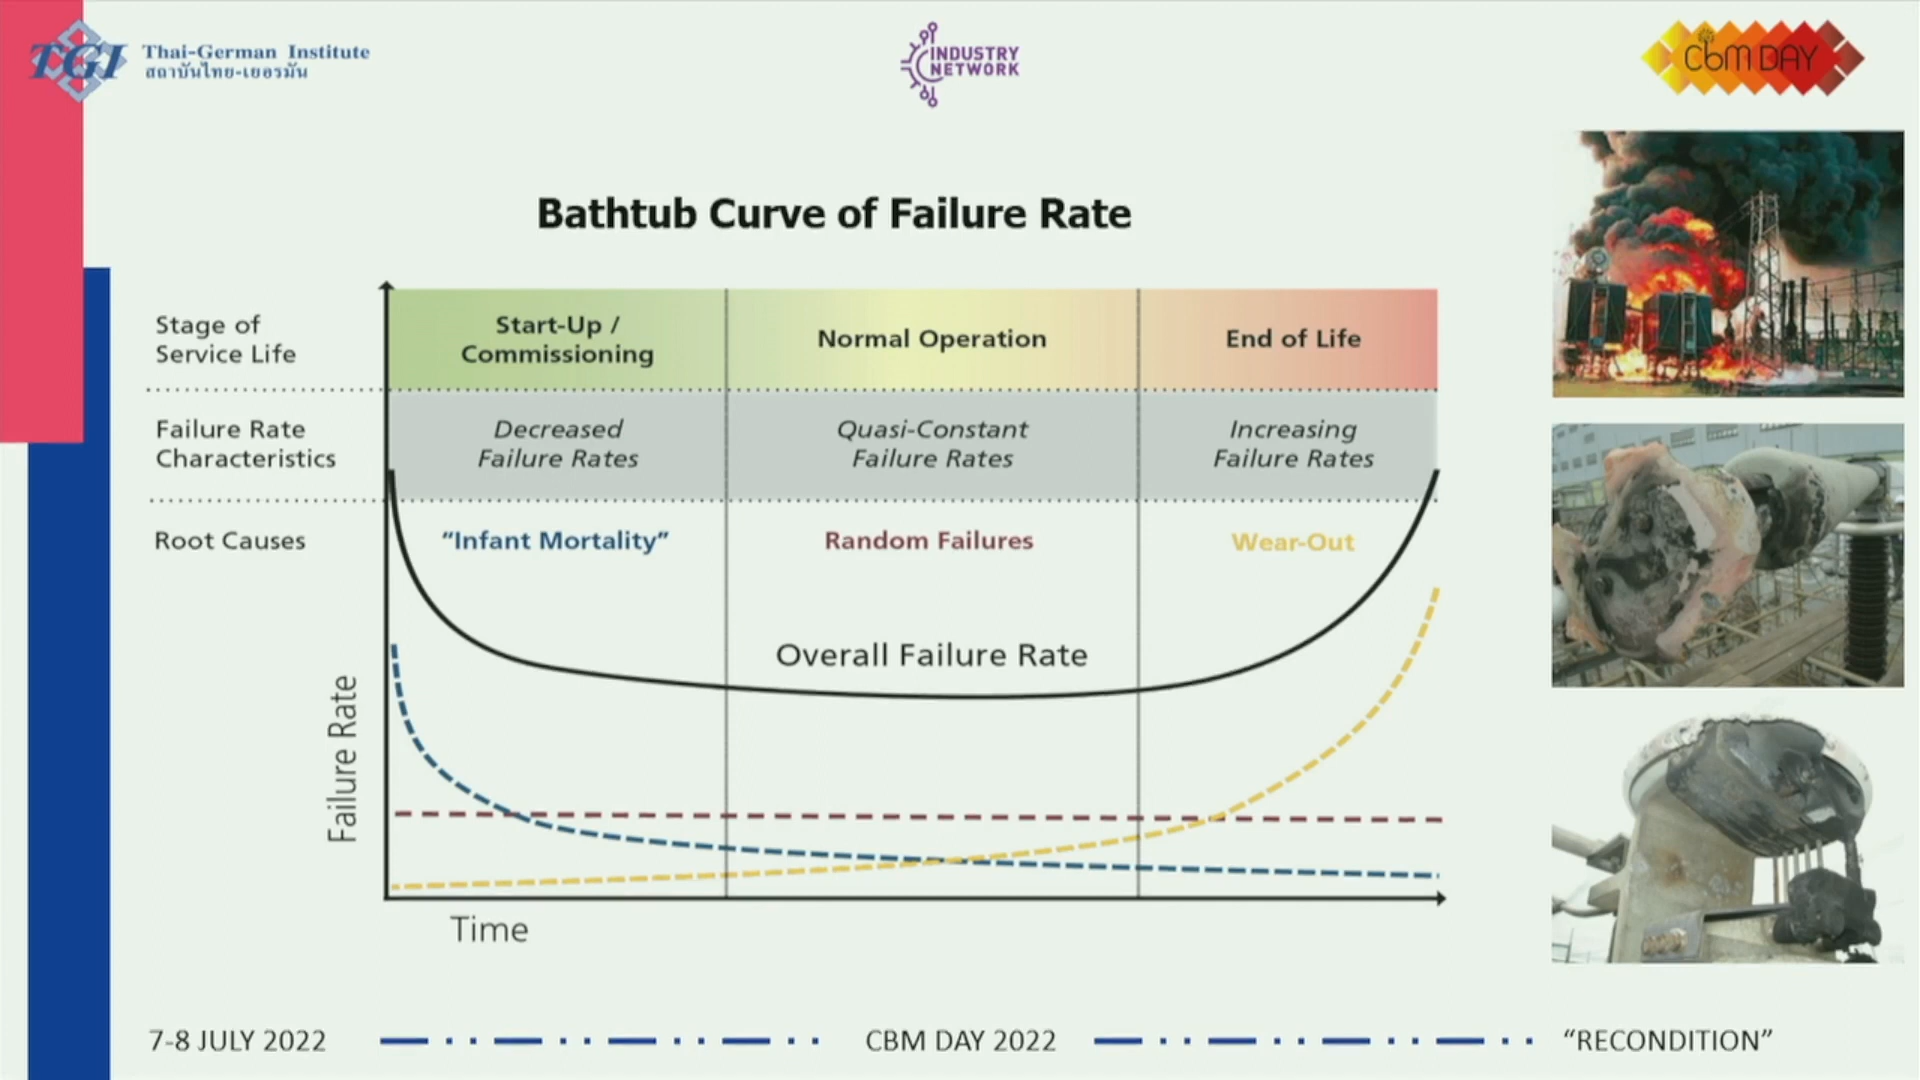 TGI
Thai-German Institute
สถาบันไทย-เยอรมัน
INDUSTRY
NETWORK
CbM DAY
Bathtub Curve of Failure Rate
Stage of
Service Life
Start-Up /
Commissioning
Normal Operation
End of Life
Failure Rate
Characteristics
Decreased
Failure Rates
Quasi-Constant
Failure Rates
Increasing
Failure Rates
Root Causes
“Infant Mortality”
Random Failures
Wear-Out
Overall Failure Rate
Failure Rate
Time
7-8 JULY 2022
CBM DAY 2022
“RECONDITION”